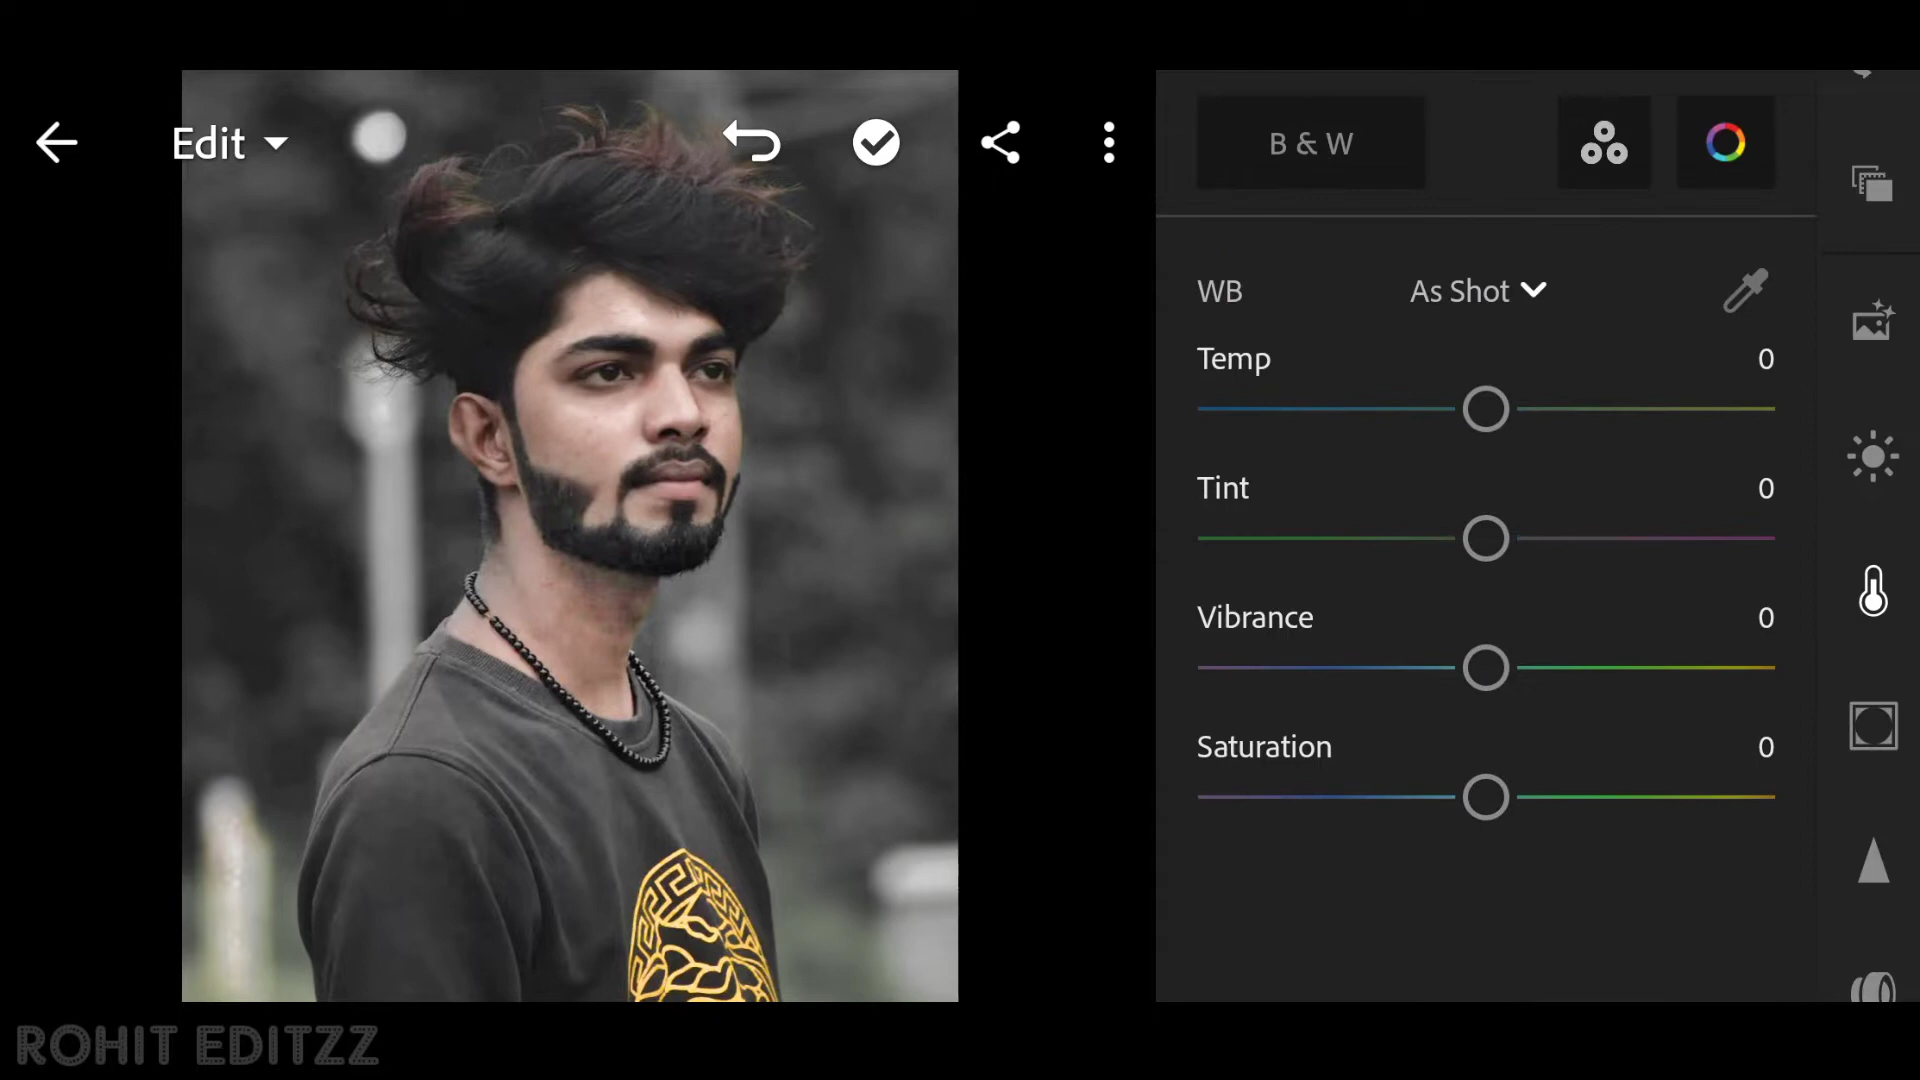 Edit
B & W
WB As Shot
Temp 0
Tint 0
Vibrance 0
Saturation 0
ROHIT EDITZZ